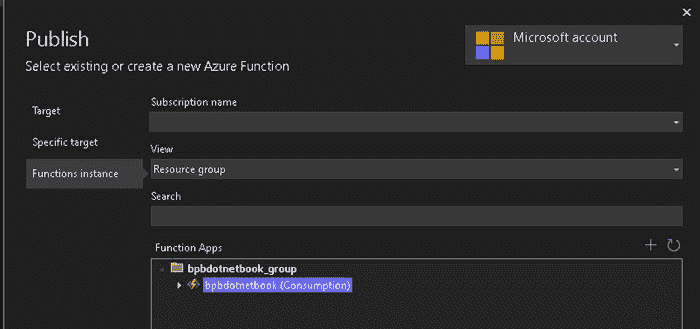 Publish
Microsoft account
Select existing or create a new Azure Function
Target
Subscription name
Specific target
View
Functions instance
Resource group
Search
Function Apps
bpbdotnetbook_group
bpbdotnetbook (Consumption)